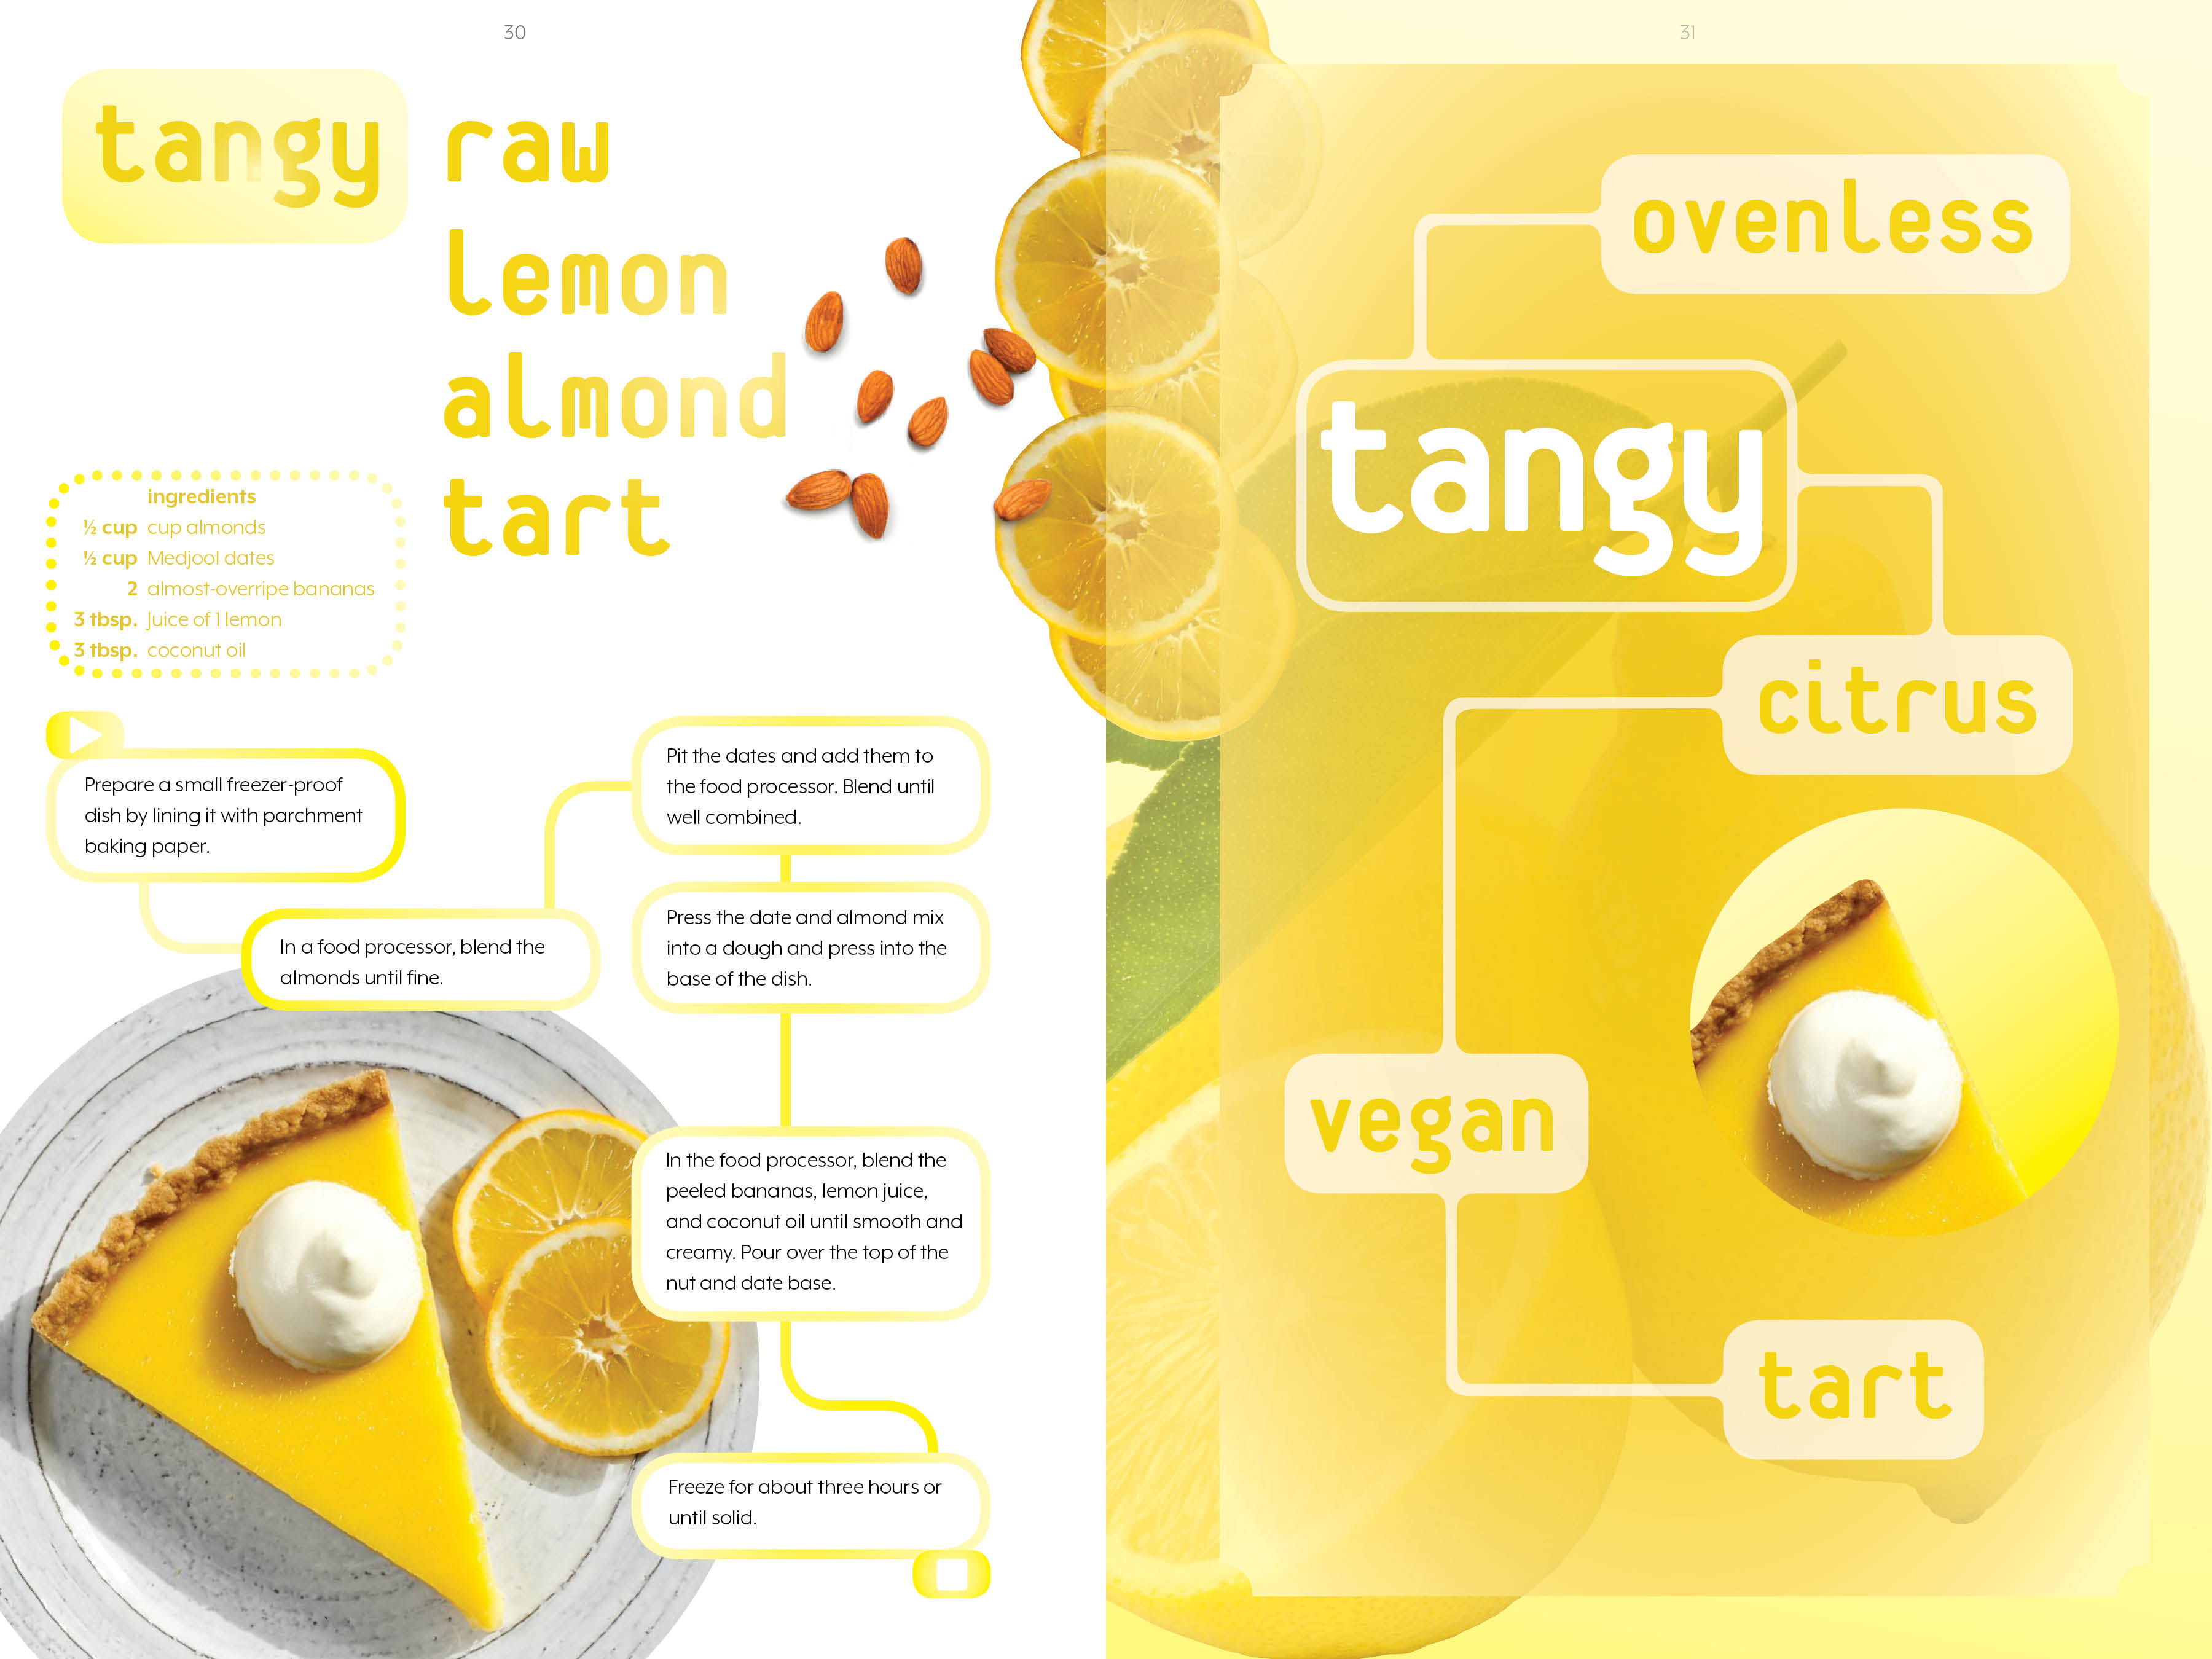 30
tangy raw
lemon
almond
tart
ingredients
½ cup cup almonds
½ cup Medjool dates
2 almost-overripe bananas
3 tbsp. Juice of 1 lemon
3 tbsp. coconut oil
Prepare a small freezer-proof
dish by lining it with parchment
baking paper.
In a food processor, blend the
almonds until fine.
Pit the dates and add them to
the food processor. Blend until
well combined.
Press the date and almond mix
into a dough and press into the
base of the dish.
In the food processor, blend the
peeled bananas, lemon juice,
and coconut oil until smooth and
creamy. Pour over the top of the
nut and date base.
Freeze for about three hours or
until solid.
31
ovenless
tangy
citrus
vegan
tart